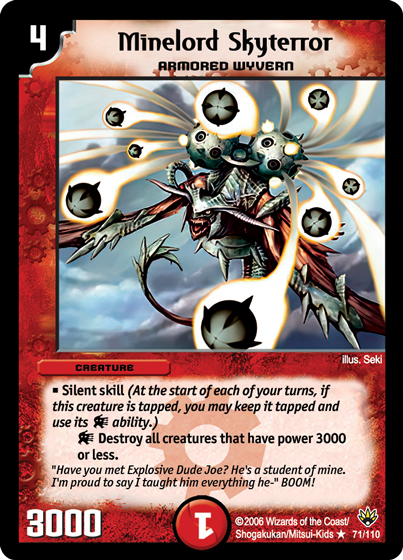 4 Minelord Skyterror
ARMORED WYVERN
illus. Seki
CREATURE
▪ Silent skill (At the start of each of your turns, if
this creature is tapped, you may keep it tapped and
use its ability.)
Destroy all creatures that have power 3000
or less.
"Have you met Explosive Dude Joe? He's a student of mine.
I'm proud to say I taught him everything he-" BOOM!
3000
1
©2006 Wizards of the Coast/
Shogakukan/Mitsui-Kids ★ 71/110